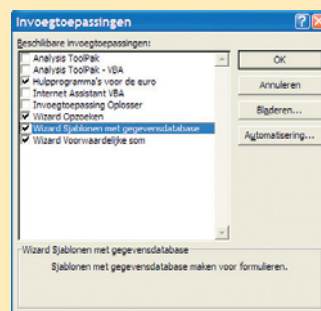 Invoegtoepassingen
Beschikbare invoegtoepassingen:
Analysis ToolPak
Analysis ToolPak - VBA
Hulpprogramma's voor de euro
Internet Assistant VBA
Invoegtoepassing Oplosser
Wizard Opzoeken
Wizard Sjablonen met gegevensdatabase
Wizard Voorwaardelijke som
OK
Annuleren
Bladeren...
Automatisering...
Wizard Sjablonen met gegevensdatabase
Sjablonen met gegevensdatabase maken voor formulieren.